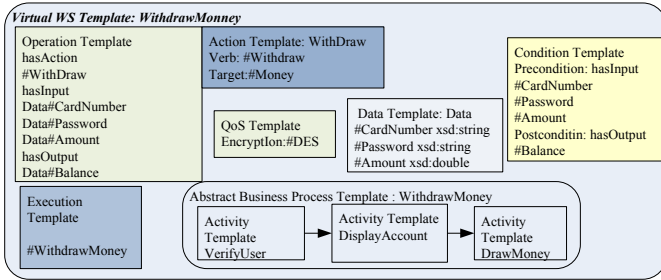 Virtual WS Template: WithdrawMonney
Operation Template
hasAction
#WithDraw
hasInput
Data#CardNumber
Data#Password
Data#Amount
hasOutput
Data#Balance
Action Template: WithDraw
Verb: #Withdraw
Target:#Money
Condition Template
Precondition: hasInput
#CardNumber
#Password
#Amount
Postconditin: hasOutput
#Balance
QoS Template
EncryptIon:#DES
Data Template: Data
#CardNumber xsd:string
#Password xsd:string
#Amount xsd:double
Execution
Template
#WithdrawMoney
Abstract Business Process Template : WithdrawMoney
Activity
Template
VerifyUser
Activity Template
DisplayAccount
Activity
Template
DrawMoney